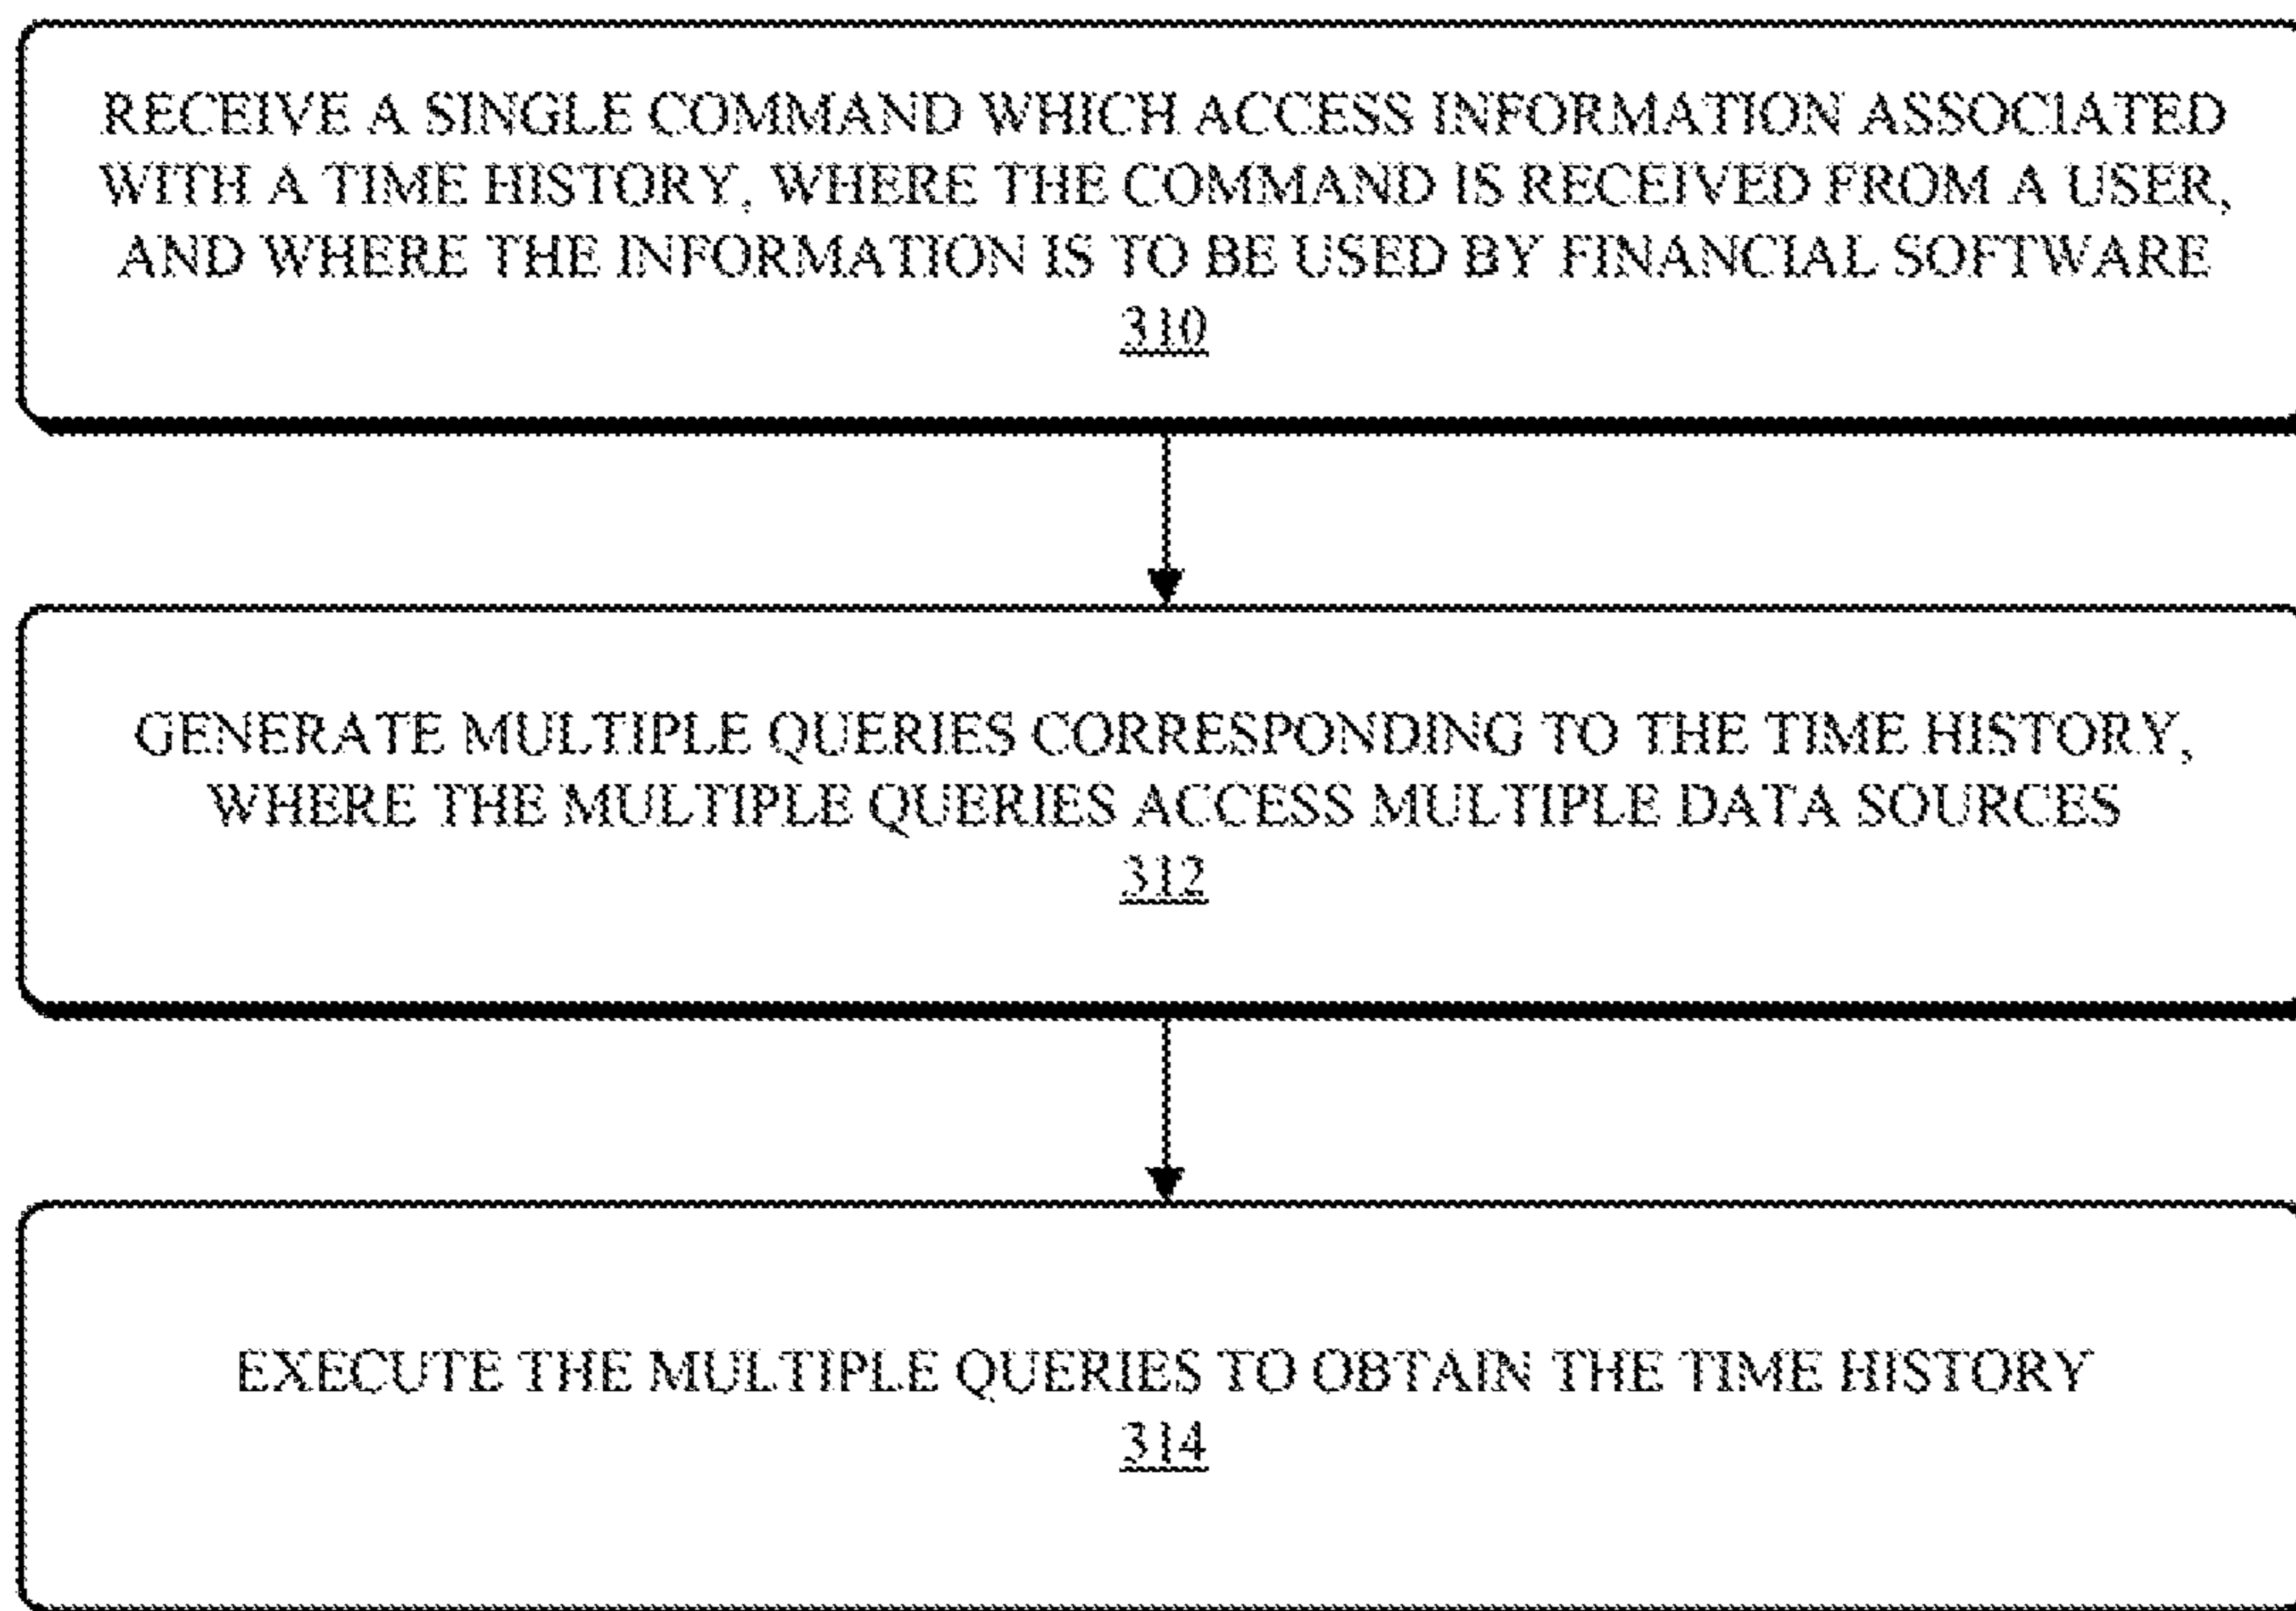 RECEIVE A SINGLE COMMAND WHICH ACCESS INFORMATION ASSOCIATED
WITH A TIME HISTORY, WHERE THE COMMAND IS RECEIVED FROM A USER,
AND WHERE THE INFORMATION IS TO BE USED BY FINANCIAL SOFTWARE
310
GENERATE MULTIPLE QUERIES CORRESPONDING TO THE TIME HISTORY,
WHERE THE MULTIPLE QUERIES ACCESS MULTIPLE DATA SOURCES
312
EXECUTE THE MULTIPLE QUERIES TO OBTAIN THE TIME HISTORY
314